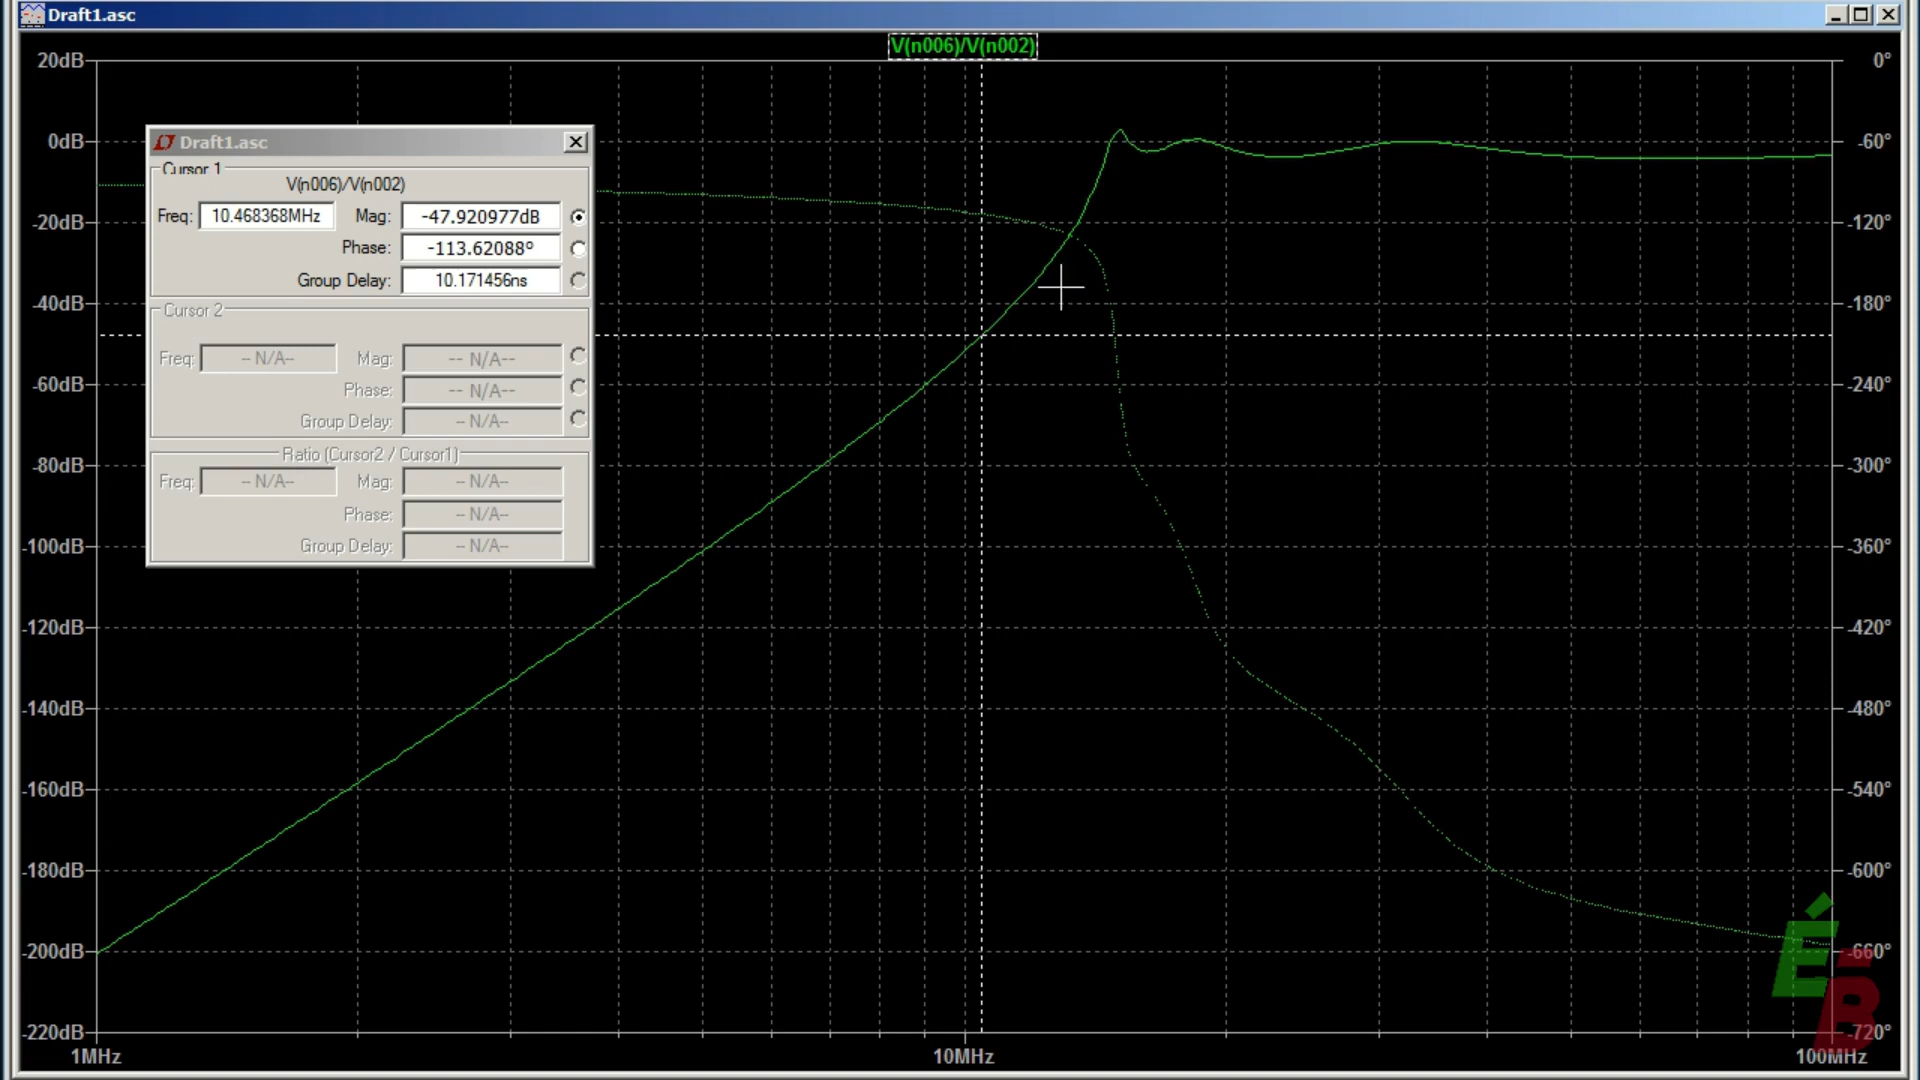 Draft1.asc
V(n006)/V(n002)
20dB
0dB
-20dB
-40dB
-60dB
-80dB
-100dB
-120dB
-140dB
-160dB
-180dB
-200dB
-220dB
Draft1.asc
Cursor 1
V(n006)/V(n002)
Freq: 10.468368MHz Mag: -47.920977dB
Phase: -113.62088°
Group Delay: 10.171456ns
Cursor 2
Freq: -- N/A-- Mag: -- N/A--
Phase: -- N/A--
Group Delay: -- N/A--
Ratio (Cursor2 / Cursor1)
Freq: -- N/A-- Mag: -- N/A--
Phase: -- N/A--
Group Delay: -- N/A--
0°
-60°
-120°
-180°
-240°
-300°
-360°
-420°
-480°
-540°
-600°
-660°
-720°
1MHz 10MHz 100MHz
É
B